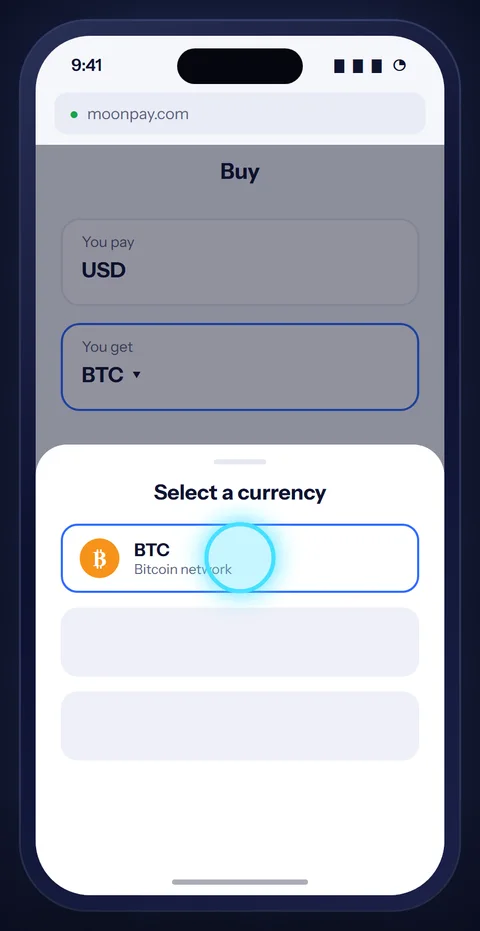 9:41
moonpay.com
Buy
You pay
USD
You get
BTC ▼
Select a currency
BTC
Bitcoin network